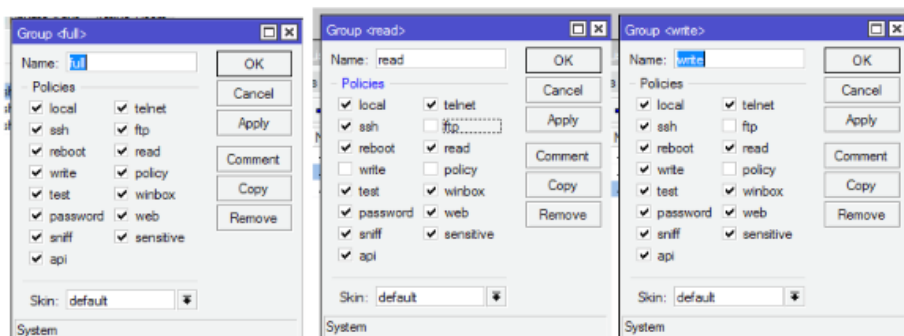 Group <full>
Name: full
OK
Policies
Cancel
local telnet
ssh ftp
Apply
reboot read
write policy
Comment
test winbox
Copy
password web
Remove
sniff sensitive
api
Skin: default
System
Group <read>
Name: read
OK
Policies
Cancel
local telnet
ssh ftp
Apply
reboot read
write policy
Comment
test winbox
Copy
password web
Remove
sniff sensitive
api
Skin: default
System
Group <write>
Name: write
OK
Policies
Cancel
local telnet
ssh ftp
Apply
reboot read
write policy
Comment
test winbox
Copy
password web
Remove
sniff sensitive
api
Skin: default
System